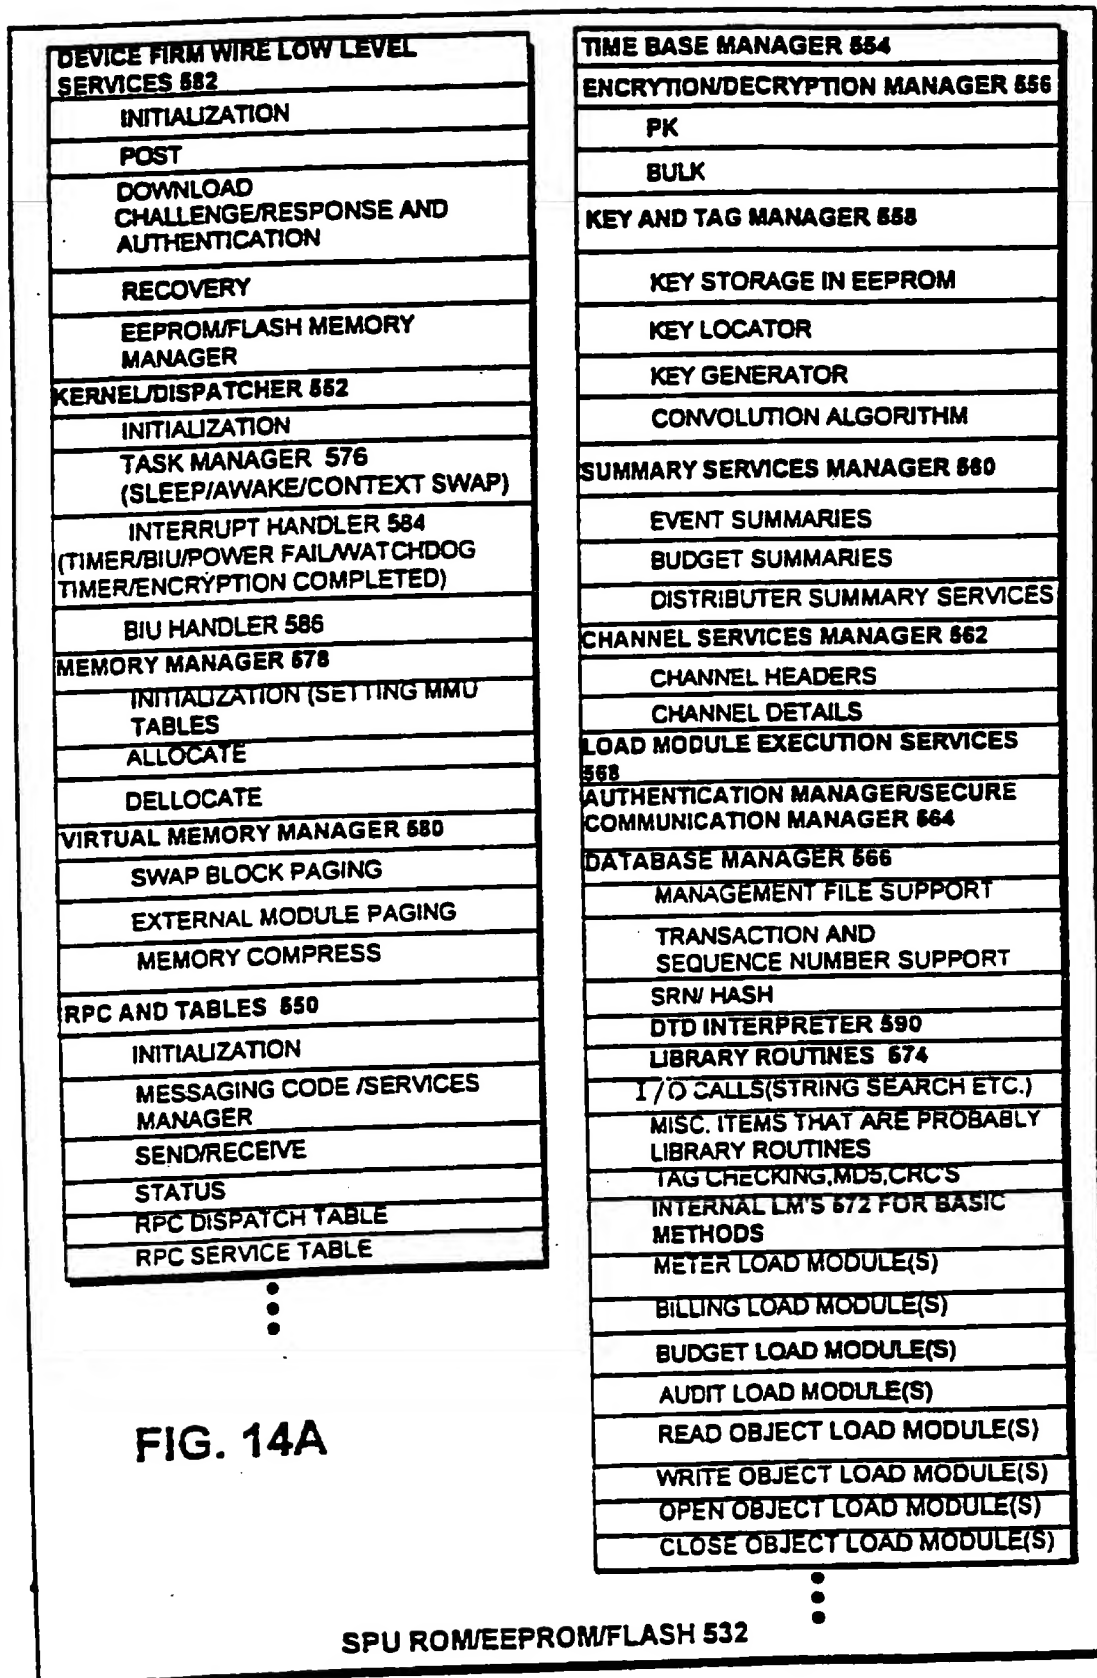 DEVICE FIRM WIRE LOW LEVEL
SERVICES 582
INITIALIZATION
POST
DOWNLOAD
CHALLENGE/RESPONSE AND
AUTHENTICATION
RECOVERY
EEPROM/FLASH MEMORY
MANAGER
KERNEL/DISPATCHER 552
INITIALIZATION
TASK MANAGER 576
(SLEEP/AWAKE/CONTEXT SWAP)
INTERRUPT HANDLER 584
(TIMER/BIU/POWER FAIL/WATCHDOG
TIMER/ENCRYPTION COMPLETED)
BIU HANDLER 586
MEMORY MANAGER 578
INITIALIZATION (SETTING MMU
TABLES
ALLOCATE
DELLOCATE
VIRTUAL MEMORY MANAGER 580
SWAP BLOCK PAGING
EXTERNAL MODULE PAGING
MEMORY COMPRESS
RPC AND TABLES 550
INITIALIZATION
MESSAGING CODE /SERVICES
MANAGER
SEND/RECEIVE
STATUS
RPC DISPATCH TABLE
RPC SERVICE TABLE
TIME BASE MANAGER 554
ENCRYTION/DECRYPTION MANAGER 556
PK
BULK
KEY AND TAG MANAGER 558
KEY STORAGE IN EEPROM
KEY LOCATOR
KEY GENERATOR
CONVOLUTION ALGORITHM
SUMMARY SERVICES MANAGER 560
EVENT SUMMARIES
BUDGET SUMMARIES
DISTRIBUTER SUMMARY SERVICES
CHANNEL SERVICES MANAGER 562
CHANNEL HEADERS
CHANNEL DETAILS
LOAD MODULE EXECUTION SERVICES
568
AUTHENTICATION MANAGER/SECURE
COMMUNICATION MANAGER 564
DATABASE MANAGER 566
MANAGEMENT FILE SUPPORT
TRANSACTION AND
SEQUENCE NUMBER SUPPORT
SRN/ HASH
DTD INTERPRETER 590
LIBRARY ROUTINES 574
I/O CALLS(STRING SEARCH ETC.)
MISC. ITEMS THAT ARE PROBABLY
LIBRARY ROUTINES
TAG CHECKING,MD5,CRC'S
INTERNAL LM'S 572 FOR BASIC
METHODS
METER LOAD MODULE(S)
BILLING LOAD MODULE(S)
BUDGET LOAD MODULE(S)
AUDIT LOAD MODULE(S)
READ OBJECT LOAD MODULE(S)
WRITE OBJECT LOAD MODULE(S)
OPEN OBJECT LOAD MODULE(S)
CLOSE OBJECT LOAD MODULE(S)
FIG. 14A
SPU ROM/EEPROM/FLASH 532